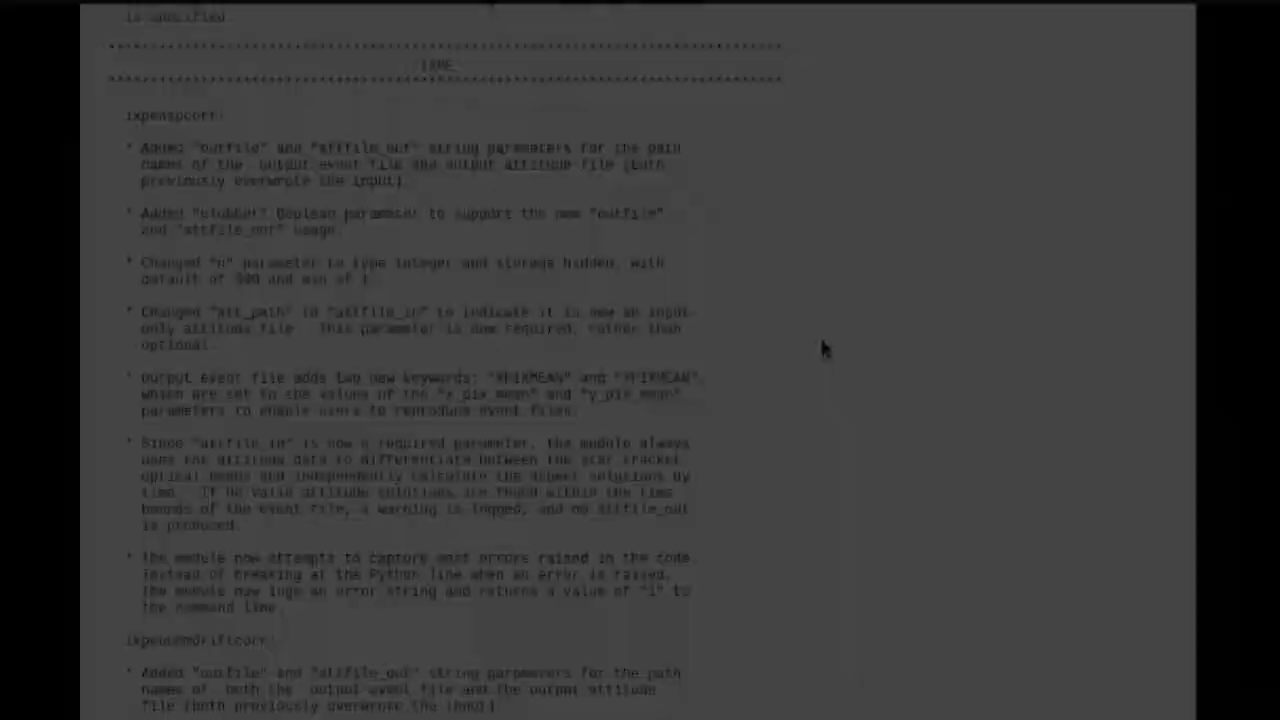 is specified.
*************************************************************************************
IXPE
*************************************************************************************
ixpeaspcorr:
* Added "outfile" and "attfile_out" string parameters for the path
names of the output event file and output attitude file (both
previously overwrote the input).
* Added "clobber" Boolean parameter to support the new "outfile"
and "attfile_out" usage.
* Changed "n" parameter to type integer and storage hidden, with
default of 300 and min of 1.
* Changed "att_path" to "attfile_in" to indicate it is now an input-
only attitude file. This parameter is now required, rather than
optional.
* Output event file adds two new keywords: "XPIXMEAN" and "YPIXMEAN",
which are set to the values of the "x_pix_mean" and "y_pix_mean"
parameters to enable users to reproduce event files.
* Since "attfile_in" is now a required parameter, the module always
uses the attitude data to differentiate between the star tracker
optical heads and independently calculate the aspect solutions by
time. If no valid attitude solutions are found within the time
bounds of the event file, a warning is logged, and no attfile_out
is produced.
* The module now attempts to capture most errors raised in the code.
Instead of breaking at the Python line when an error is raised,
the module now logs an error string and returns a value of "1" to
the command line.
* Added "outfile" and "attfile_out" string parameters for the path
names of both the output event file and the output attitude
file (both previously overwrote the input).